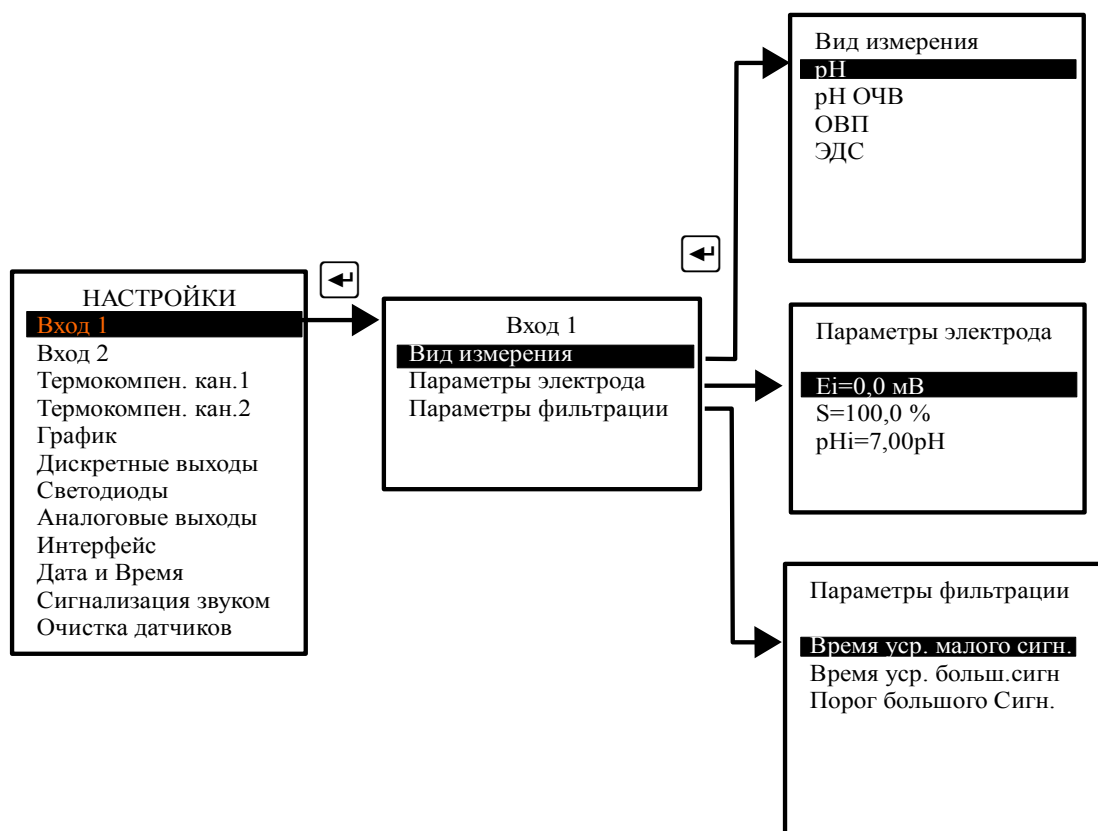 Вид измерения
pH
pH ОЧВ
ОВП
ЭДС
НАСТРОЙКИ
Вход 1
Вход 2
Термокомпен. кан.1
Термокомпен. кан.2
График
Дискретные выходы
Светодиоды
Аналоговые выходы
Интерфейс
Дата и Время
Сигнализация звуком
Очистка датчиков
Вход 1
Вид измерения
Параметры электрода
Параметры фильтрации
Параметры электрода
Ei=0,0 мВ
S=100,0 %
pHi=7,00pH
Параметры фильтрации
Время уср. малого сигн.
Время уср. больш.сигн
Порог большого Сигн.